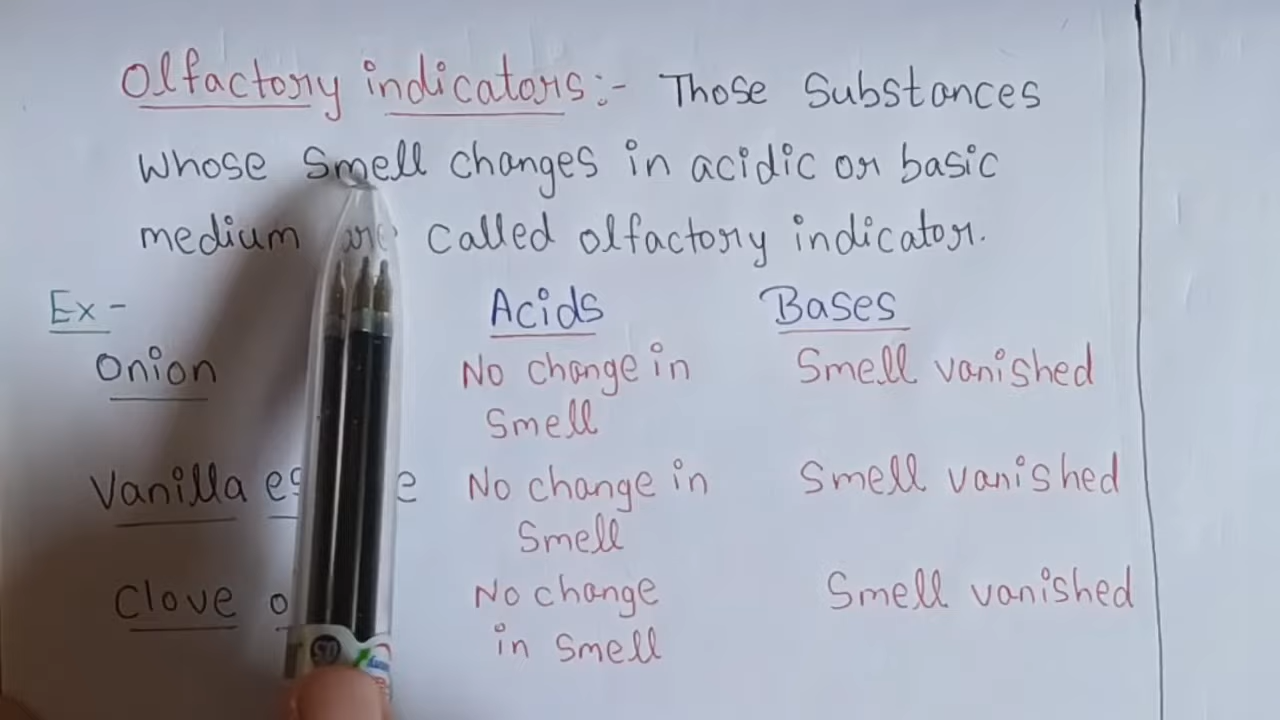 Olfactory indicators:- Those Substances
whose smell changes in acidic or basic
medium are called olfactory indicator.
Ex- Acids Bases
Onion No change in Smell vanished
Smell
Vanilla No change in Smell vanished
Smell
Clove No change Smell vanished
in smell